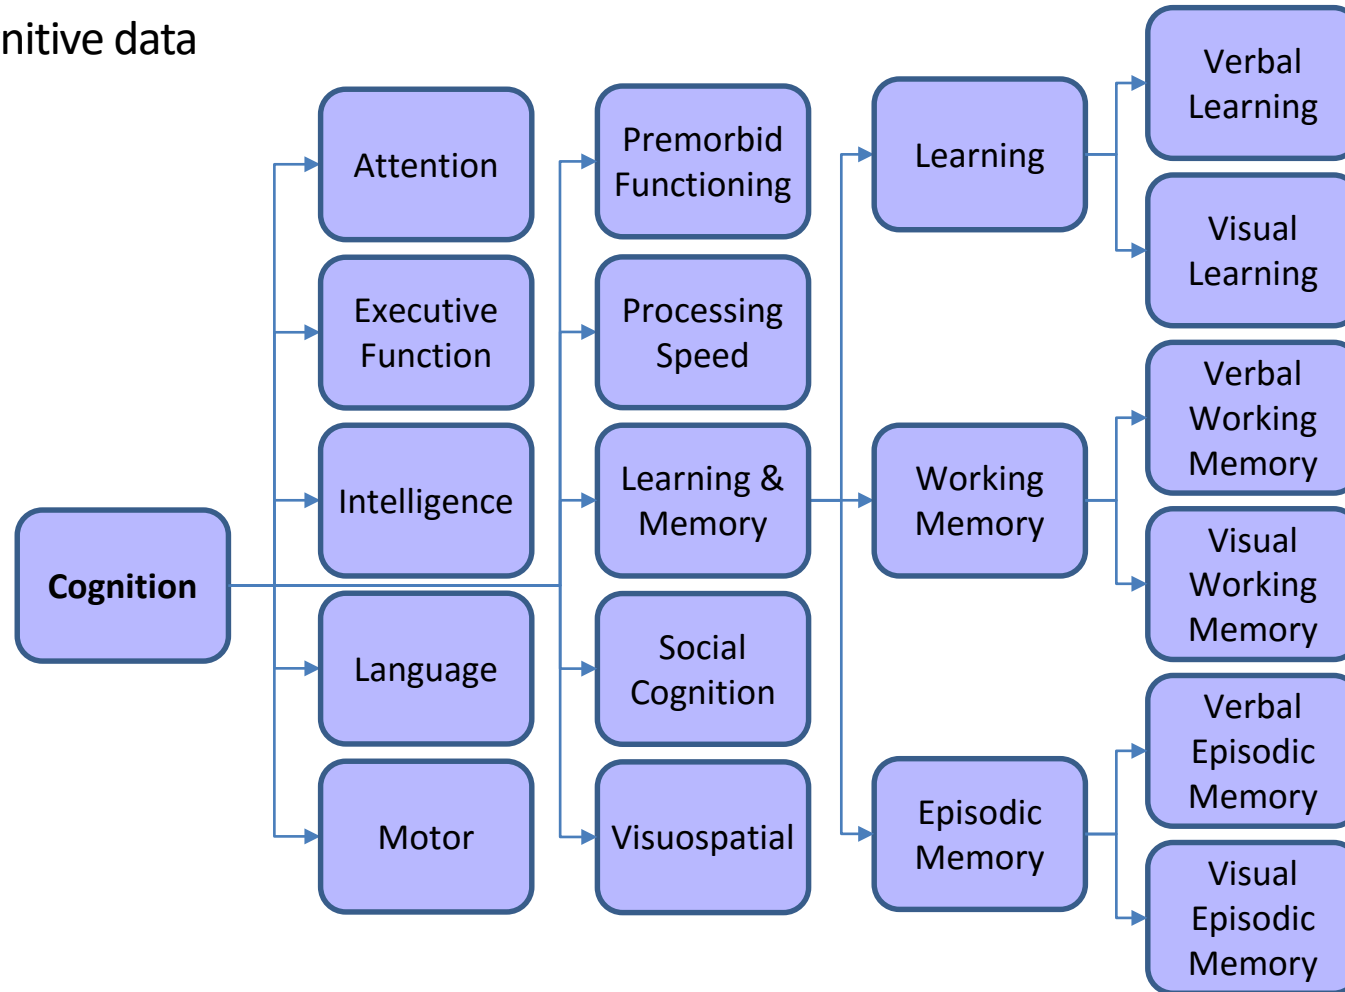 nitive data
Cognition
Attention
Executive
Function
Intelligence
Language
Motor
Premorbid
Functioning
Processing
Speed
Learning &
Memory
Social
Cognition
Visuospatial
Learning
Working
Memory
Episodic
Memory
Verbal
Learning
Visual
Learning
Verbal
Working
Memory
Visual
Working
Memory
Verbal
Episodic
Memory
Visual
Episodic
Memory